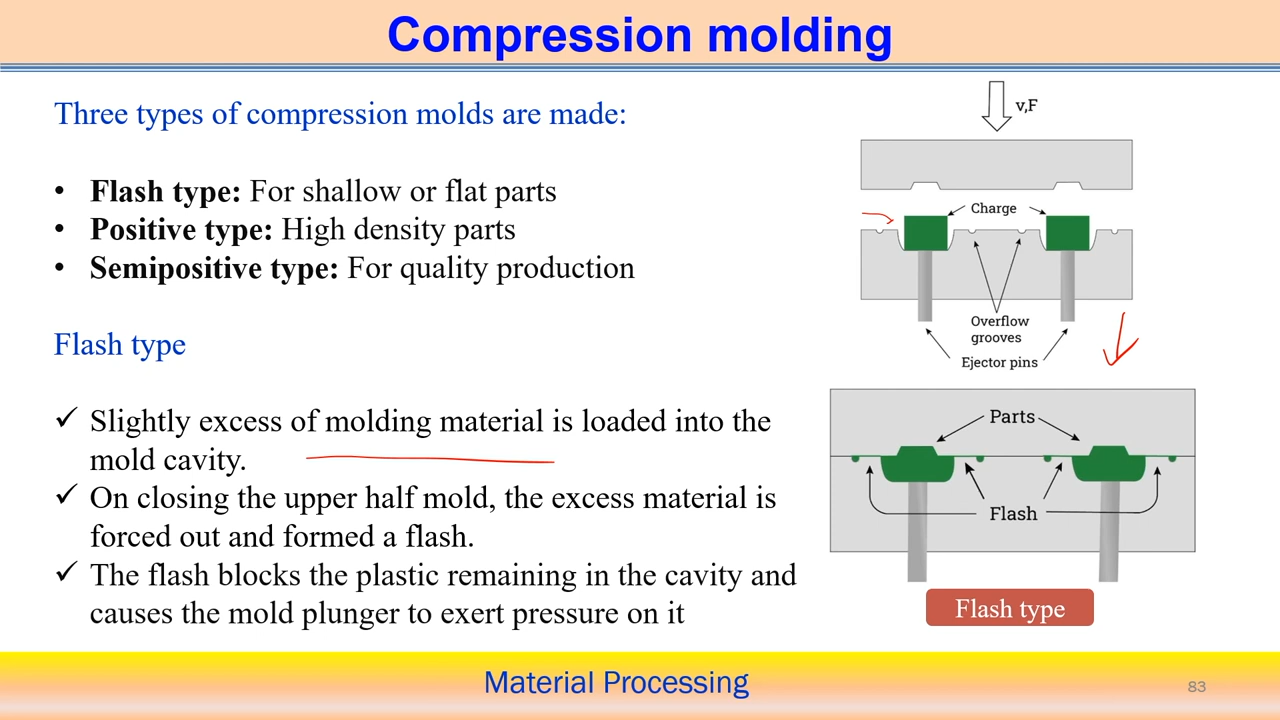 Compression molding
Three types of compression molds are made:
• Flash type: For shallow or flat parts
• Positive type: High density parts
• Semipositive type: For quality production
Flash type
✓ Slightly excess of molding material is loaded into the
mold cavity.
✓ On closing the upper half mold, the excess material is
forced out and formed a flash.
✓ The flash blocks the plastic remaining in the cavity and
causes the mold plunger to exert pressure on it
v,F
Charge
Overflow
grooves
Ejector pins
Parts
Flash
Flash type
Material Processing
83